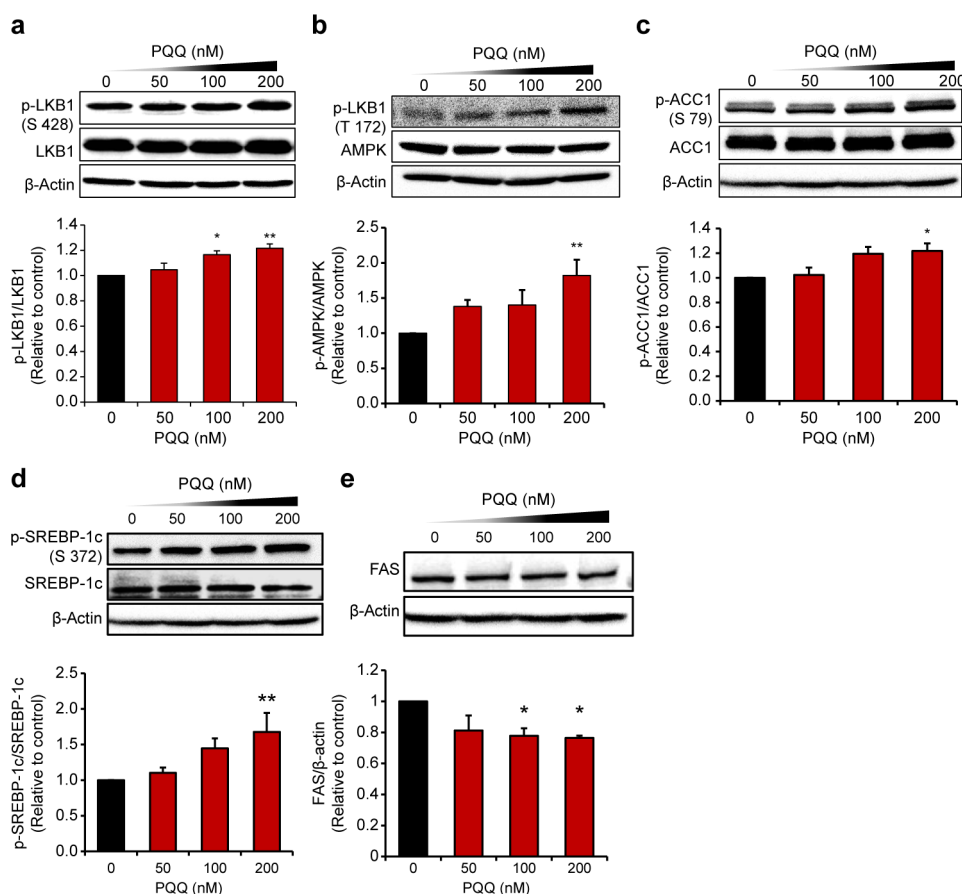 a
PQQ (nM)
0 50 100 200
p-LKB1
(S 428)
LKB1
β-Actin
1.4
1.2
1.0
0.8
0.6
0.4
0.2
0.0
p-LKB1/LKB1
(Relative to control)
* **
0 50 100 200
PQQ (nM)
b
PQQ (nM)
0 50 100 200
p-LKB1
(T 172)
AMPK
β-Actin
2.5
2.0
1.5
1.0
0.5
0.0
p-AMPK/AMPK
(Relative to control)
**
0 50 100 200
PQQ (nM)
c
PQQ (nM)
0 50 100 200
p-ACC1
(S 79)
ACC1
β-Actin
1.4
1.2
1.0
0.8
0.6
0.4
0.2
0.0
p-ACC1/ACC1
(Relative to control)
*
0 50 100 200
PQQ (nM)
d
PQQ (nM)
0 50 100 200
p-SREBP-1c
(S 372)
SREBP-1c
β-Actin
2.5
2.0
1.5
1.0
0.5
0.0
p-SREBP-1c/SREBP-1c
(Relative to control)
**
0 50 100 200
PQQ (nM)
e
PQQ (nM)
0 50 100 200
FAS
β-Actin
1.2
1
0.8
0.6
0.4
0.2
0
FAS/β-actin
(Relative to control)
* *
0 50 100 200
PQQ (nM)